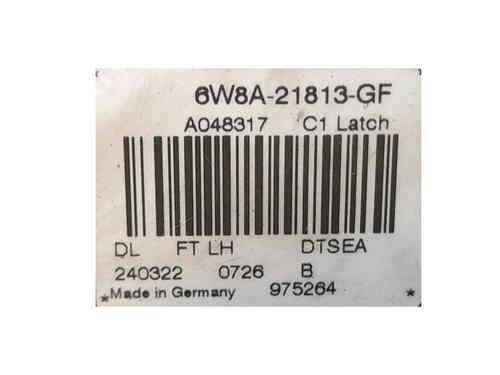 6W8A-21813-GF
A048317 C1 Latch
DL FT LH DTSEA
240322 0726 B
*Made in Germany 975264 *